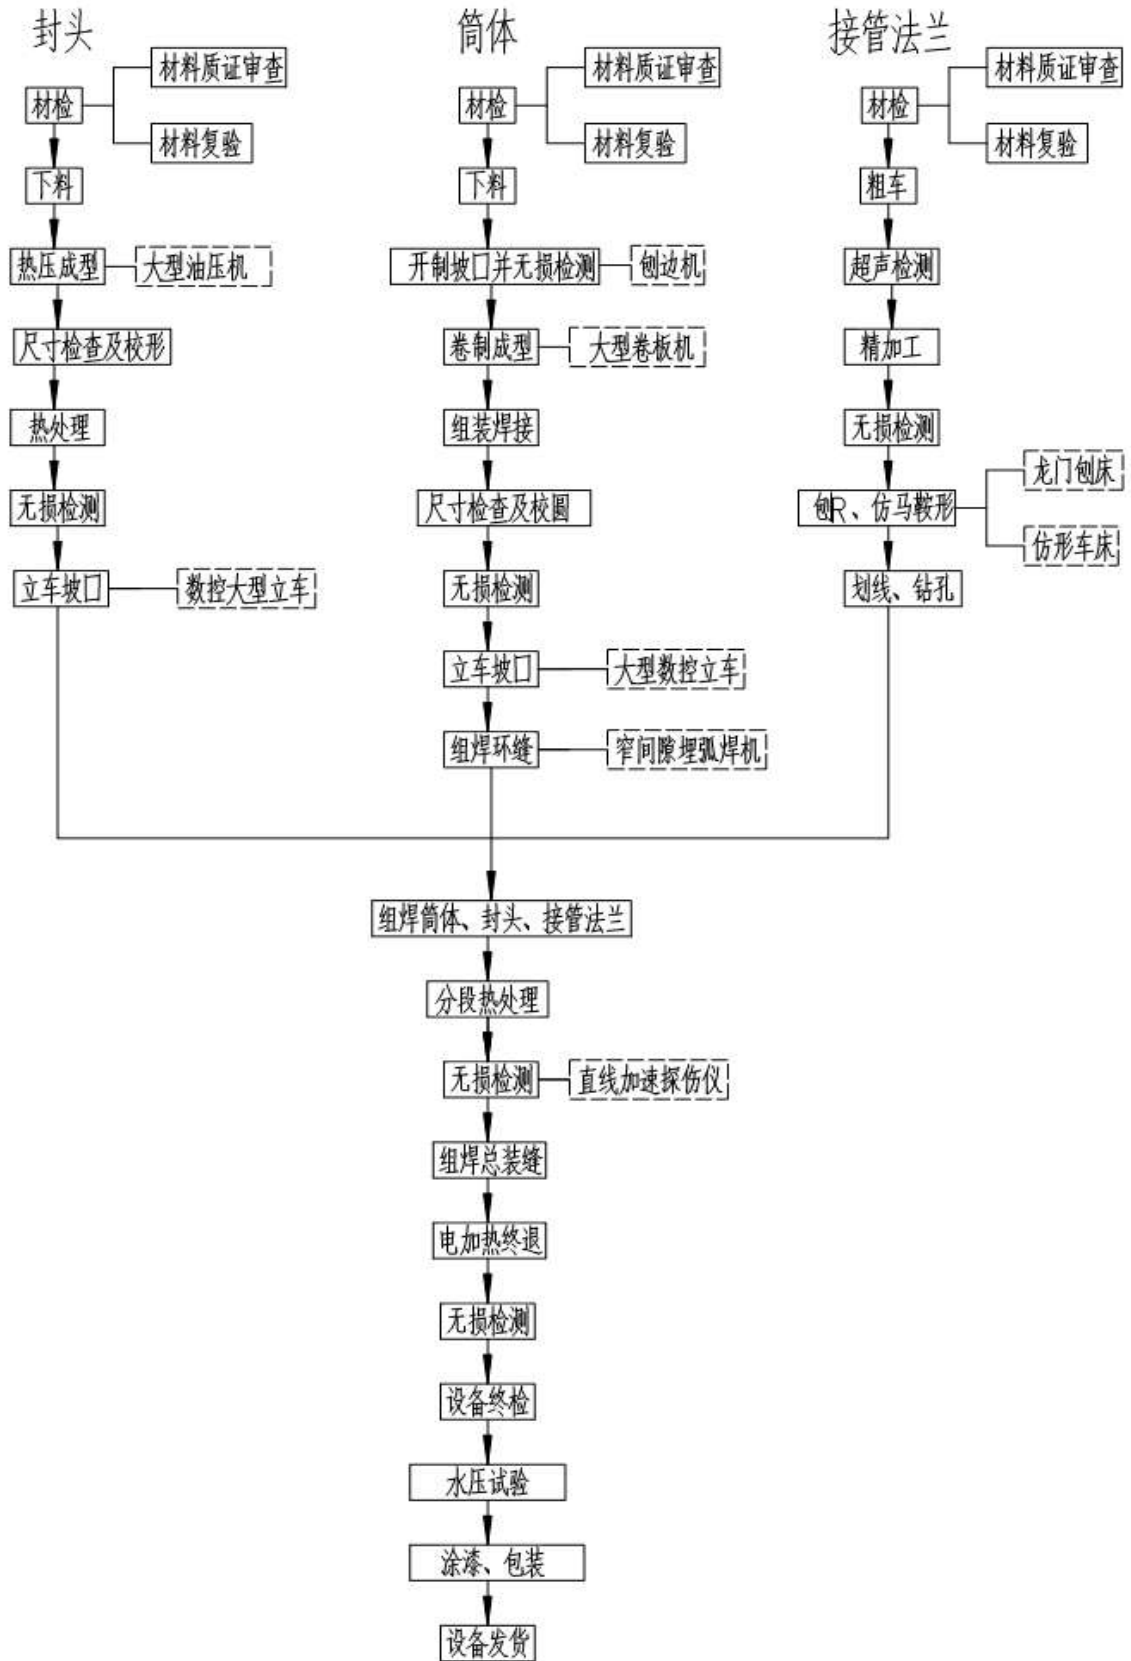 封头
筒体
接管法兰
材料质证审查
材料质证审查
材料质证审查
材检
材检
材检
材料复验
材料复验
材料复验
下料
下料
粗车
热压成型
大型油压机
开制坡口并无损检测
刨边机
超声检测
尺寸检查及校形
卷制成型
大型卷板机
精加工
热处理
组装焊接
无损检测
龙门刨床
无损检测
尺寸检查及校圆
刨R、仿马鞍形
仿形车床
立车坡口
数控大型立车
无损检测
划线、钻孔
立车坡口
大型数控立车
组焊环缝
窄间隙埋弧焊机
组焊筒体、封头、接管法兰
分段热处理
无损检测
直线加速探伤仪
组焊总装缝
电加热终退
无损检测
设备终检
水压试验
涂漆、包装
设备发货